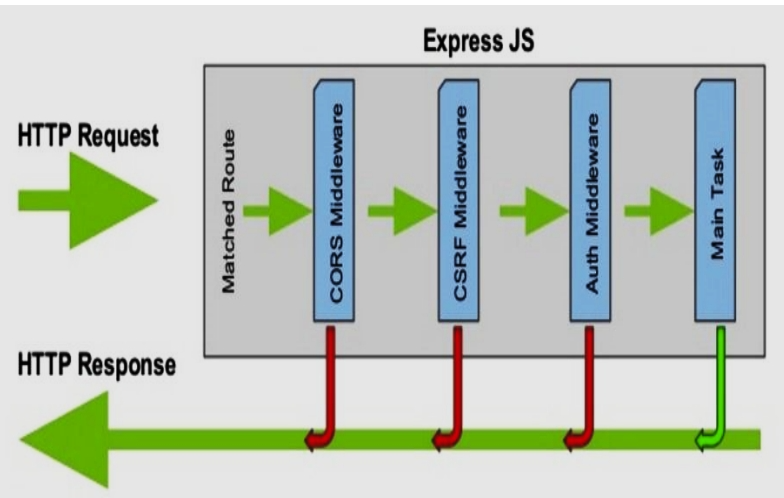 Express JS
HTTP Request
Matched Route
CORS Middleware
CSRF Middleware
Auth Middleware
Main Task
HTTP Response